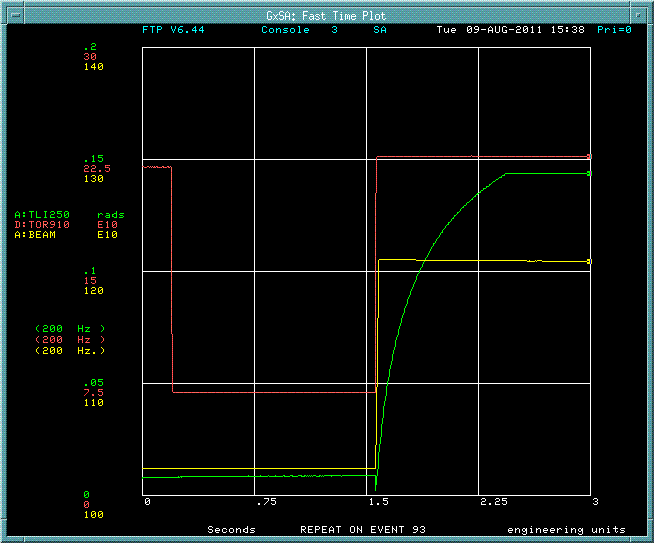 GxSA: Fast Time Plot
FTP V6.44 Console 3 SA Tue 09-AUG-2011 15:38 Pri=0
.2
30
140
.15
22.5
130
A:TLI250 rads
D:TOR910 E10
A:BEAM E10
.1
15
120
(200 Hz )
(200 Hz )
(200 Hz.)
.05
7.5
110
0
0
100
0 .75 1.5 2.25 3
Seconds REPEAT ON EVENT 93 engineering units